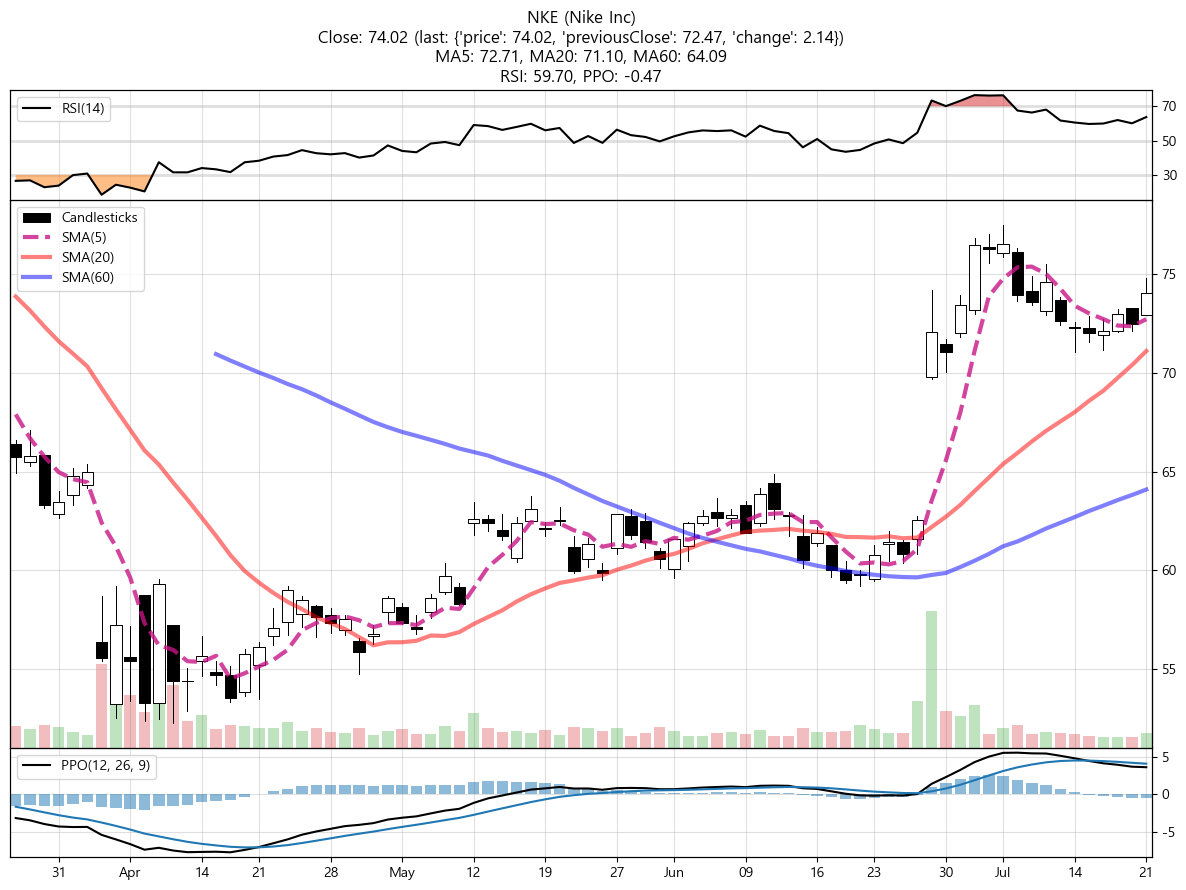 NKE (Nike Inc)
Close: 74.02 (last: {'price': 74.02, 'previousClose': 72.47, 'change': 2.14})
MA5: 72.71, MA20: 71.10, MA60: 64.09
RSI: 59.70, PPO: -0.47
RSI(14)
70
50
30
Candlesticks
SMA(5)
SMA(20)
SMA(60)
75
70
65
60
55
PPO(12, 26, 9)
5
0
-5
31 Apr 14 21 28 May 12 19 27 Jun 09 16 23 30 Jul 14 21